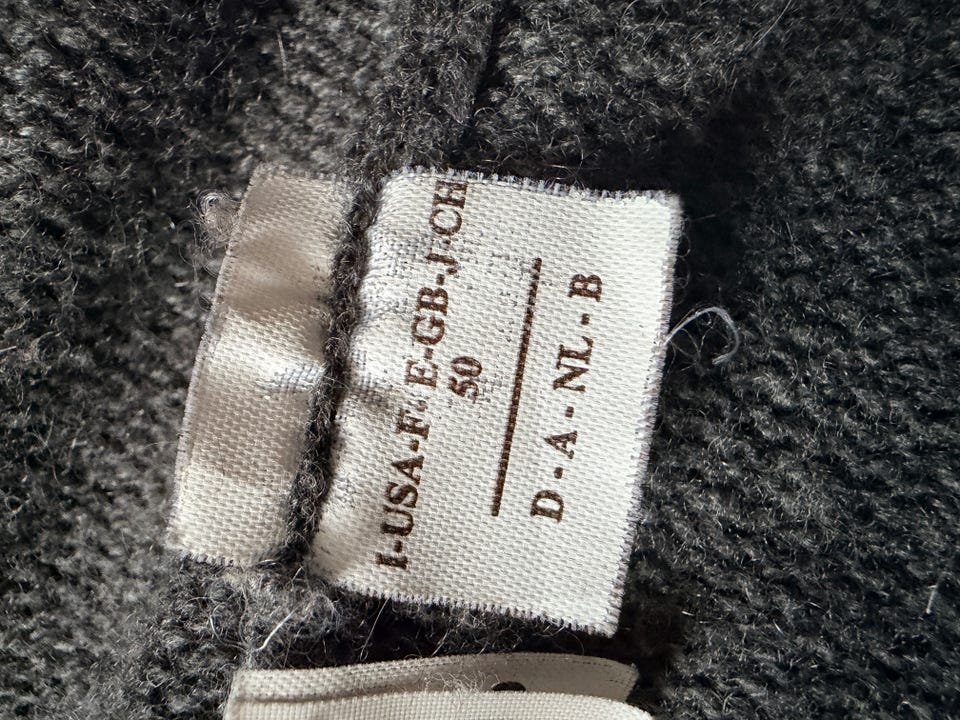 I-USA-F-E-GB-J-CH
50
D - A - NL - B